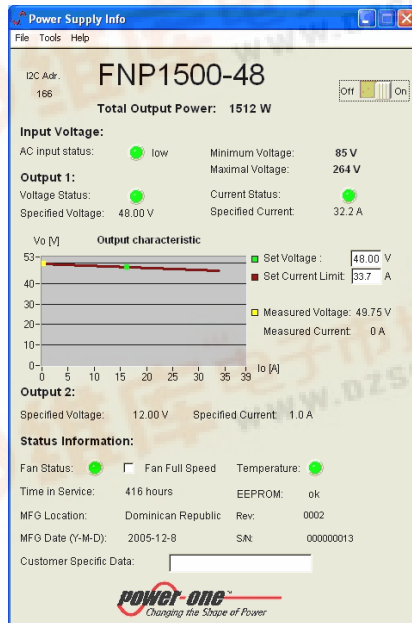 Power Supply Info
File Tools Help
I2C Adr.
166
FNP1500-48
Off On
Total Output Power: 1512 W
Input Voltage:
AC input status: low Minimum Voltage: 85 V
Maximal Voltage: 264 V
Output 1:
Voltage Status: Current Status:
Specified Voltage: 48.00 V Specified Current: 32.2 A
Vo [V] Output characteristic
53
40
30
20
10
0
0 5 10 15 20 25 30 35 39 Io [A]
Set Voltage : 48.00 V
Set Current Limit: 33.7 A
Measured Voltage: 49.75 V
Measured Current: 0 A
Output 2:
Specified Voltage: 12.00 V Specified Current: 1.0 A
Status Information:
Fan Status: Fan Full Speed Temperature:
Time in Service: 416 hours EEPROM: ok
MFG Location: Dominican Republic Rev: 0002
MFG Date (Y-M-D): 2005-12-8 S/N: 000000013
Customer Specific Data:
power-one
Changing the Shape of Power